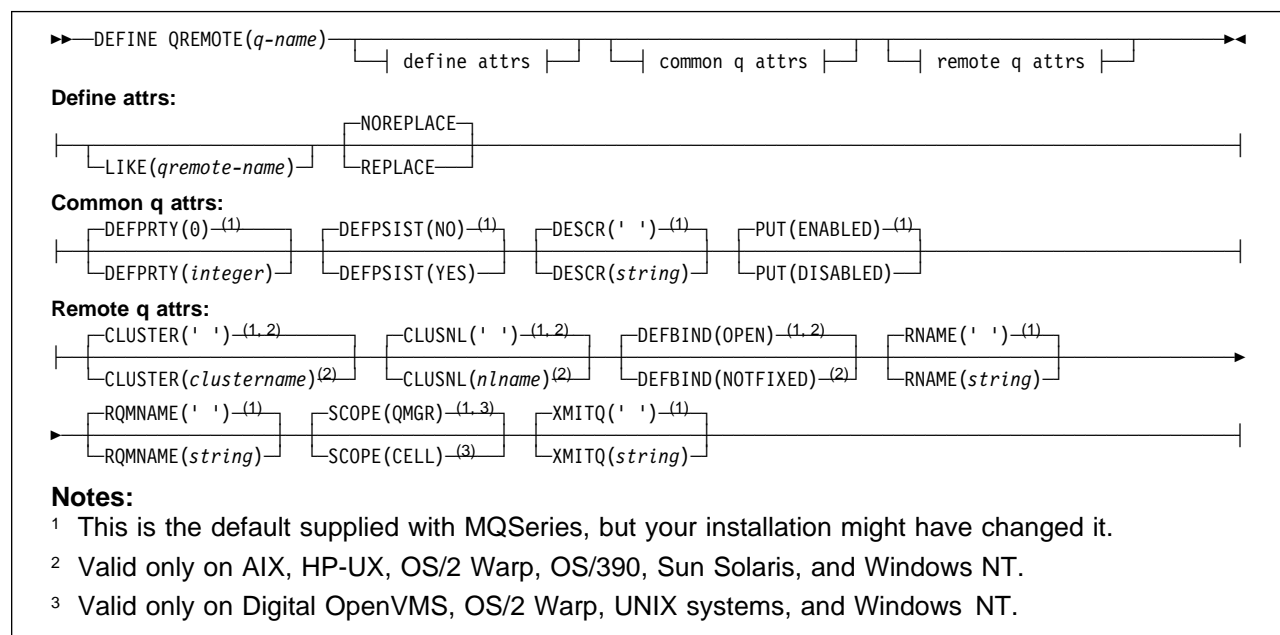 DEFINE QREMOTE(q-name)
define attrs common q attrs remote q attrs
Define attrs:
NOREPLACE
LIKE(qremote-name) REPLACE
Common q attrs:
DEFPRTY(0) (1) DEFPSIST(NO) (1) DESCR(' ') (1) PUT(ENABLED) (1)
DEFPRTY(integer) DEFPSIST(YES) DESCR(string) PUT(DISABLED)
Remote q attrs:
CLUSTER(' ') (1, 2) CLUSNL(' ') (1, 2) DEFBIND(OPEN) (1, 2) RNAME(' ') (1)
CLUSTER(clustername) (2) CLUSNL(nlname) (2) DEFBIND(NOTFIXED) (2) RNAME(string)
RQMNAME(' ') (1) SCOPE(QMGR) (1, 3) XMITQ(' ') (1)
RQMNAME(string) SCOPE(CELL) (3) XMITQ(string)
Notes:
1 This is the default supplied with MQSeries, but your installation might have changed it.
2 Valid only on AIX, HP-UX, OS/2 Warp, OS/390, Sun Solaris, and Windows NT.
3 Valid only on Digital OpenVMS, OS/2 Warp, UNIX systems, and Windows NT.